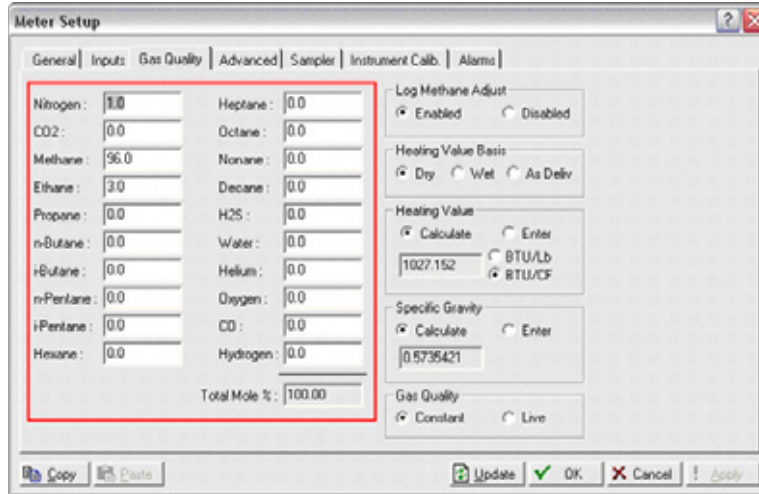 Meter Setup
General Inputs Gas Quality Advanced Sampler Instrument Calib. Alarms
Nitrogen : 1.0
CO2 : 0.0
Methane : 96.0
Ethane : 3.0
Propane : 0.0
n-Butane : 0.0
i-Butane : 0.0
n-Pentane : 0.0
i-Pentane : 0.0
Hexane : 0.0
Heptane : 0.0
Octane : 0.0
Nonane : 0.0
Decane : 0.0
H2S : 0.0
Water : 0.0
Helium : 0.0
Oxygen : 0.0
CO : 0.0
Hydrogen : 0.0
Total Mole % : 100.00
Log Methane Adjust
Enabled Disabled
Heating Value Basis
Dry Wet As Deliv
Heating Value
Calculate Enter
1027.152 BTU/Lb
BTU/CF
Specific Gravity
Calculate Enter
0.5735421
Gas Quality
Constant Live
Copy Paste Update OK Cancel Apply